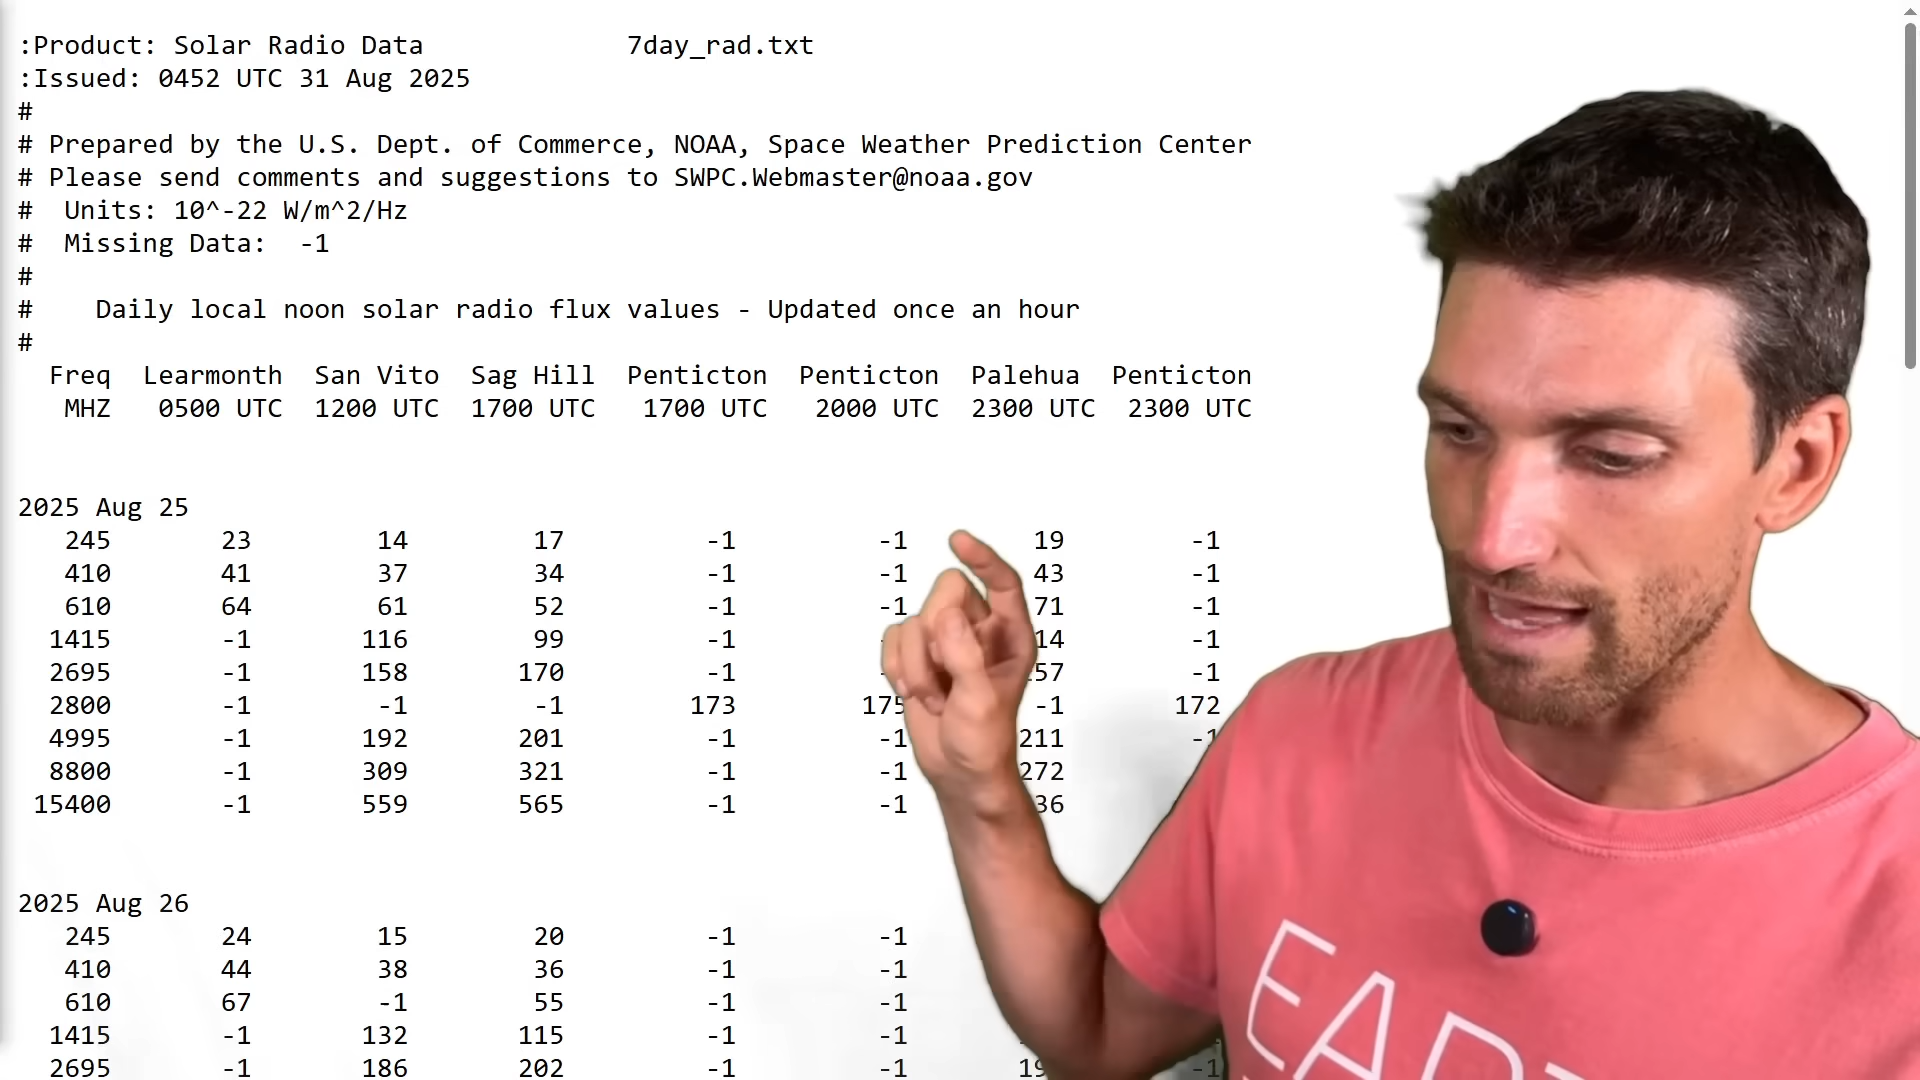 :Product: Solar Radio Data 7day_rad.txt
:Issued: 0452 UTC 31 Aug 2025
#
# Prepared by the U.S. Dept. of Commerce, NOAA, Space Weather Prediction Center
# Please send comments and suggestions to SWPC.Webmaster@noaa.gov
# Units: 10^-22 W/m^2/Hz
# Missing Data: -1
#
# Daily local noon solar radio flux values - Updated once an hour
#
Freq Learmonth San Vito Sag Hill Penticton Penticton Palehua Penticton
MHZ 0500 UTC 1200 UTC 1700 UTC 1700 UTC 2000 UTC 2300 UTC 2300 UTC
2025 Aug 25
245 23 14 17 -1 -1 19 -1
410 41 37 34 -1 -1 43 -1
610 64 61 52 -1 -1 71 -1
1415 -1 116 99 -1 14 -1
2695 -1 158 170 -1 57 -1
2800 -1 -1 -1 173 175 -1 172
4995 -1 192 201 -1 -1 211 -1
8800 -1 309 321 -1 -1 272
15400 -1 559 565 -1 -1 36
2025 Aug 26
245 24 15 20 -1 -1
410 44 38 36 -1 -1
610 67 -1 55 -1 -1
1415 -1 132 115 -1 -1
2695 -1 186 202 -1 -1 19